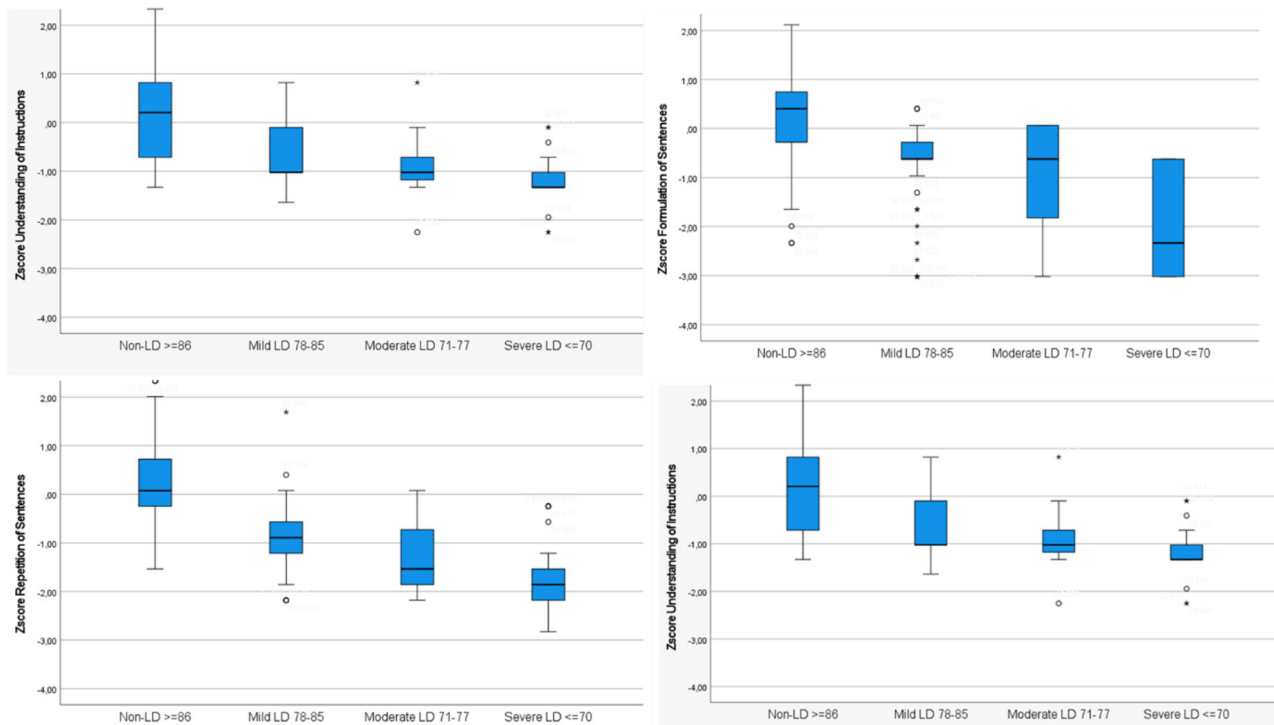 2,00
1,00
,00
-1,00
-2,00
-3,00
-4,00
Zscore Understanding of Instructions
Non-LD >=86
Mild LD 78-85
Moderate LD 71-77
Severe LD <=70
2,00
1,00
,00
-1,00
-2,00
-3,00
-4,00
Zscore Formulation of Sentences
Non-LD >=86
Mild LD 78-85
Moderate LD 71-77
Severe LD <=70
2,00
1,00
,00
-1,00
-2,00
-3,00
-4,00
Zscore Repetition of Sentences
Non-LD >=86
Mild LD 78-85
Moderate LD 71-77
Severe LD <=70
2,00
1,00
,00
-1,00
-2,00
-3,00
-4,00
Zscore Understanding of Instructions
Non-LD >=86
Mild LD 78-85
Moderate LD 71-77
Severe LD <=70